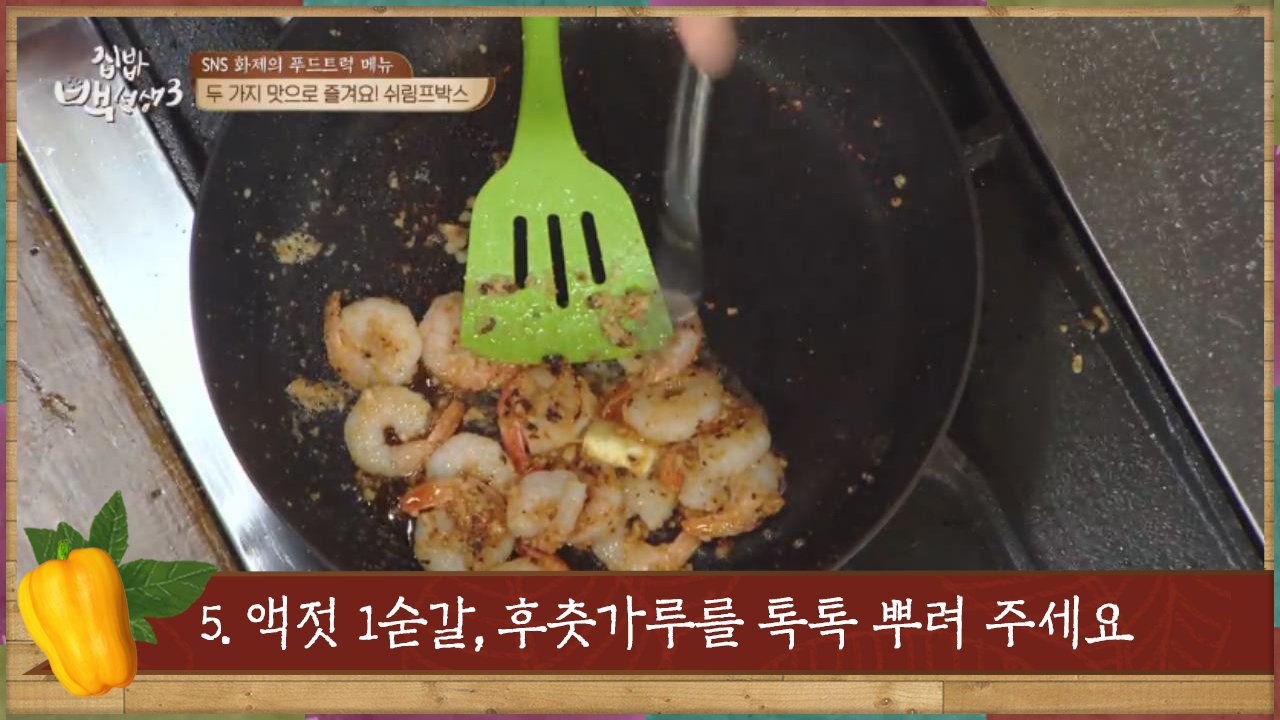 집밥
백선생3
SNS 화제의 푸드트럭 메뉴
두 가지 맛으로 즐겨요! 쉬림프박스
5. 액젓 1숟갈, 후춧가루를 톡톡 뿌려 주세요